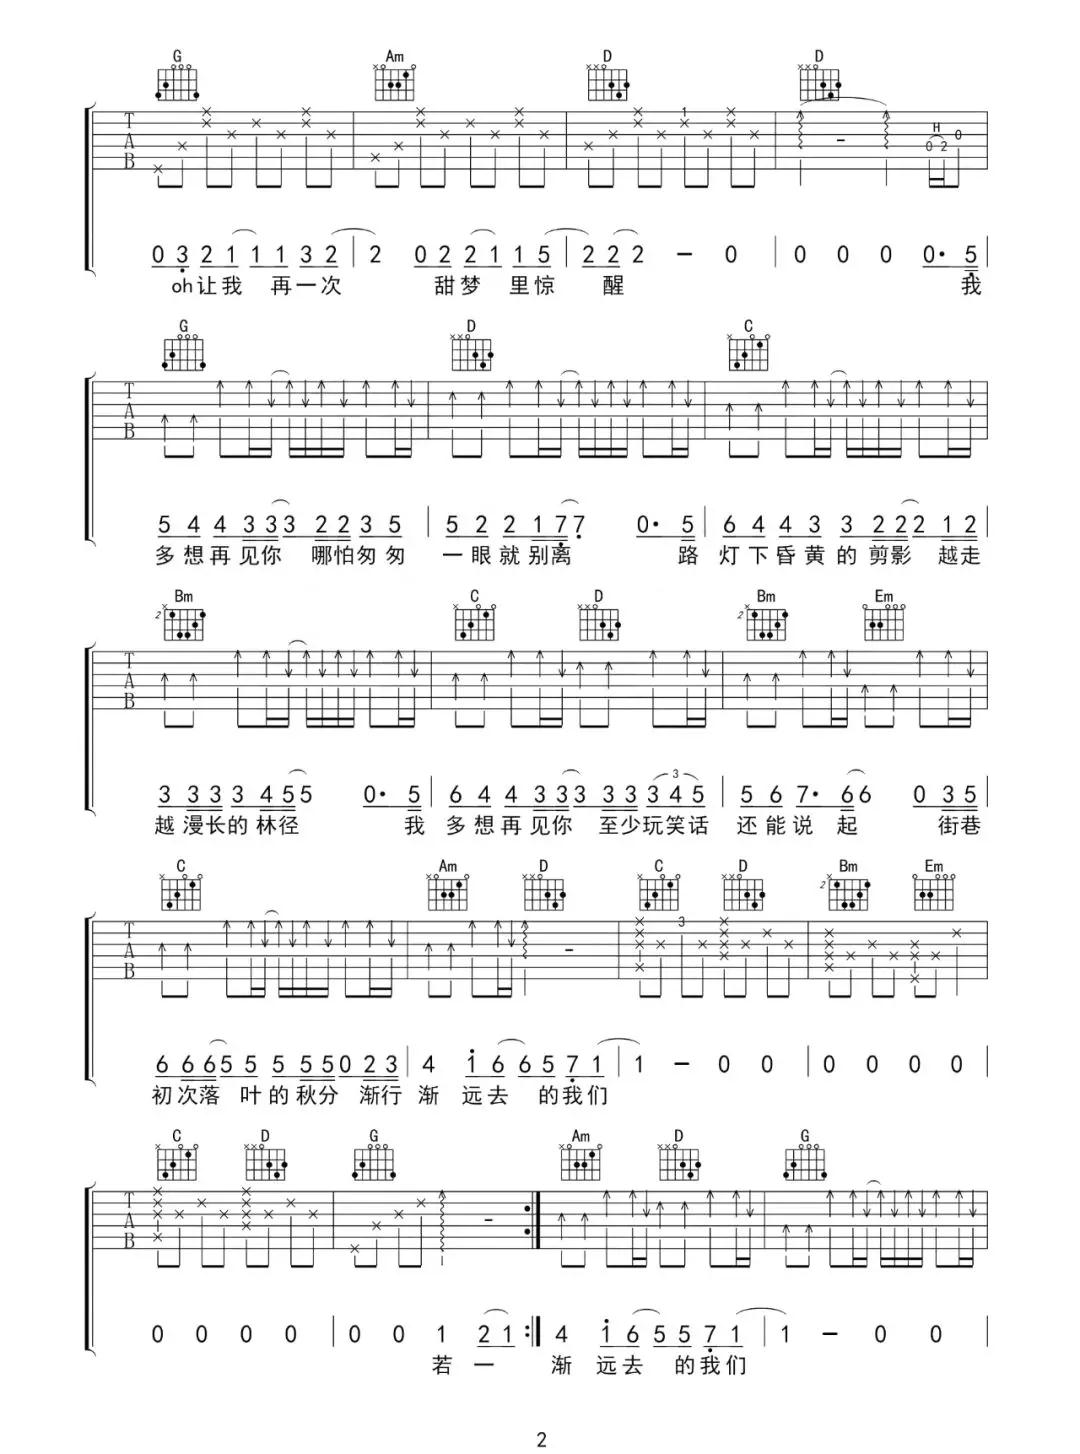 G Am D D
T A B 1 H 0 2 0
0 3 2 1 1 1 3 2 2 0 2 2 1 1 5 2 2 2 — 0 0 0 0 0· 5
oh让我 再一次 甜梦 里惊 醒 我
G D C
T A B
5 4 4 3 3 3 2 2 3 5 5 2 2 1 7 7 0· 5 6 4 4 3 3 2 2 2 1 2
多想再见你 哪怕匆匆 一眼就别离 路 灯下昏黄的剪影 越走
Bm C D Bm Em
2 2
T A B
3 3 3 3 4 5 5 0· 5 6 4 4 3 3 3 3 3 3 4 5 5 6 7· 6 6 0 3 5
3
越漫长的林径 我 多想再见你 至少玩笑话 还能说 起 街巷
C Am D C D Bm Em
2
T A B 3
6 6 6 5 5 5 5 5 0 2 3 4 1 6 6 5 7 1 1 — 0 0 0 0 0 0
初次落 叶的秋分 渐行 渐 远去 的我们
C D G Am D G
T A B
0 0 0 0 0 0 1 2 1 4 1 6 5 5 7 1 1 — 0 0
若一 渐 远去 的我们
2